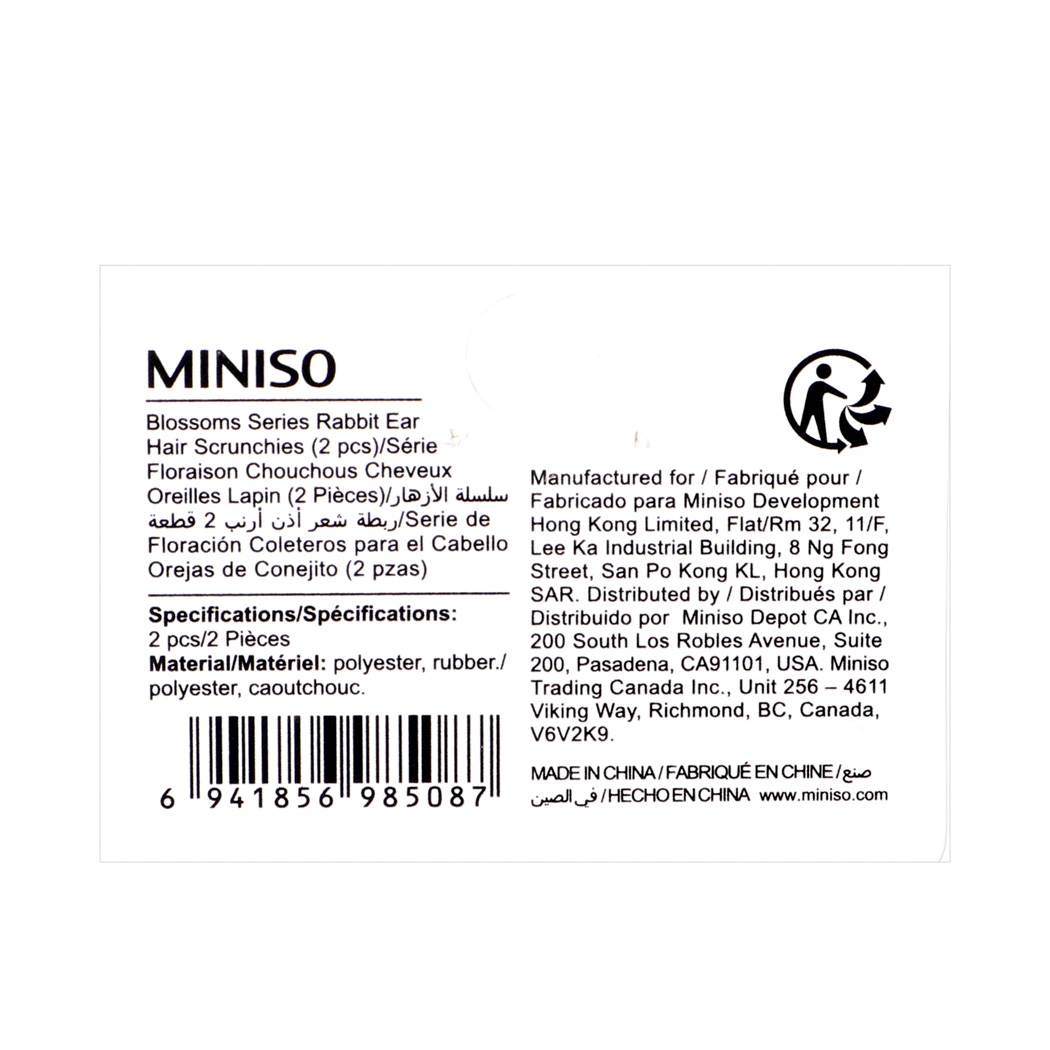 MINISO
Blossoms Series Rabbit Ear
Hair Scrunchies (2 pcs)/Série
Floraison Chouchous Cheveux
Oreilles Lapin (2 Pièces)/سلسلة الأزهار
ربطة شعر أذن أرنب 2 قطعة/Serie de
Floración Coleteros para el Cabello
Orejas de Conejito (2 pzas)
Specifications/Spécifications:
2 pcs/2 Pièces
Material/Matériel: polyester, rubber./
polyester, caoutchouc.
6 941856 985087
Manufactured for / Fabriqué pour /
Fabricado para Miniso Development
Hong Kong Limited, Flat/Rm 32, 11/F,
Lee Ka Industrial Building, 8 Ng Fong
Street, San Po Kong KL, Hong Kong
SAR. Distributed by / Distribués par /
Distribuido por Miniso Depot CA Inc.,
200 South Los Robles Avenue, Suite
200, Pasadena, CA91101, USA. Miniso
Trading Canada Inc., Unit 256 – 4611
Viking Way, Richmond, BC, Canada,
V6V2K9.
MADE IN CHINA / FABRIQUÉ EN CHINE / صنع
في الصين / HECHO EN CHINA www.miniso.com